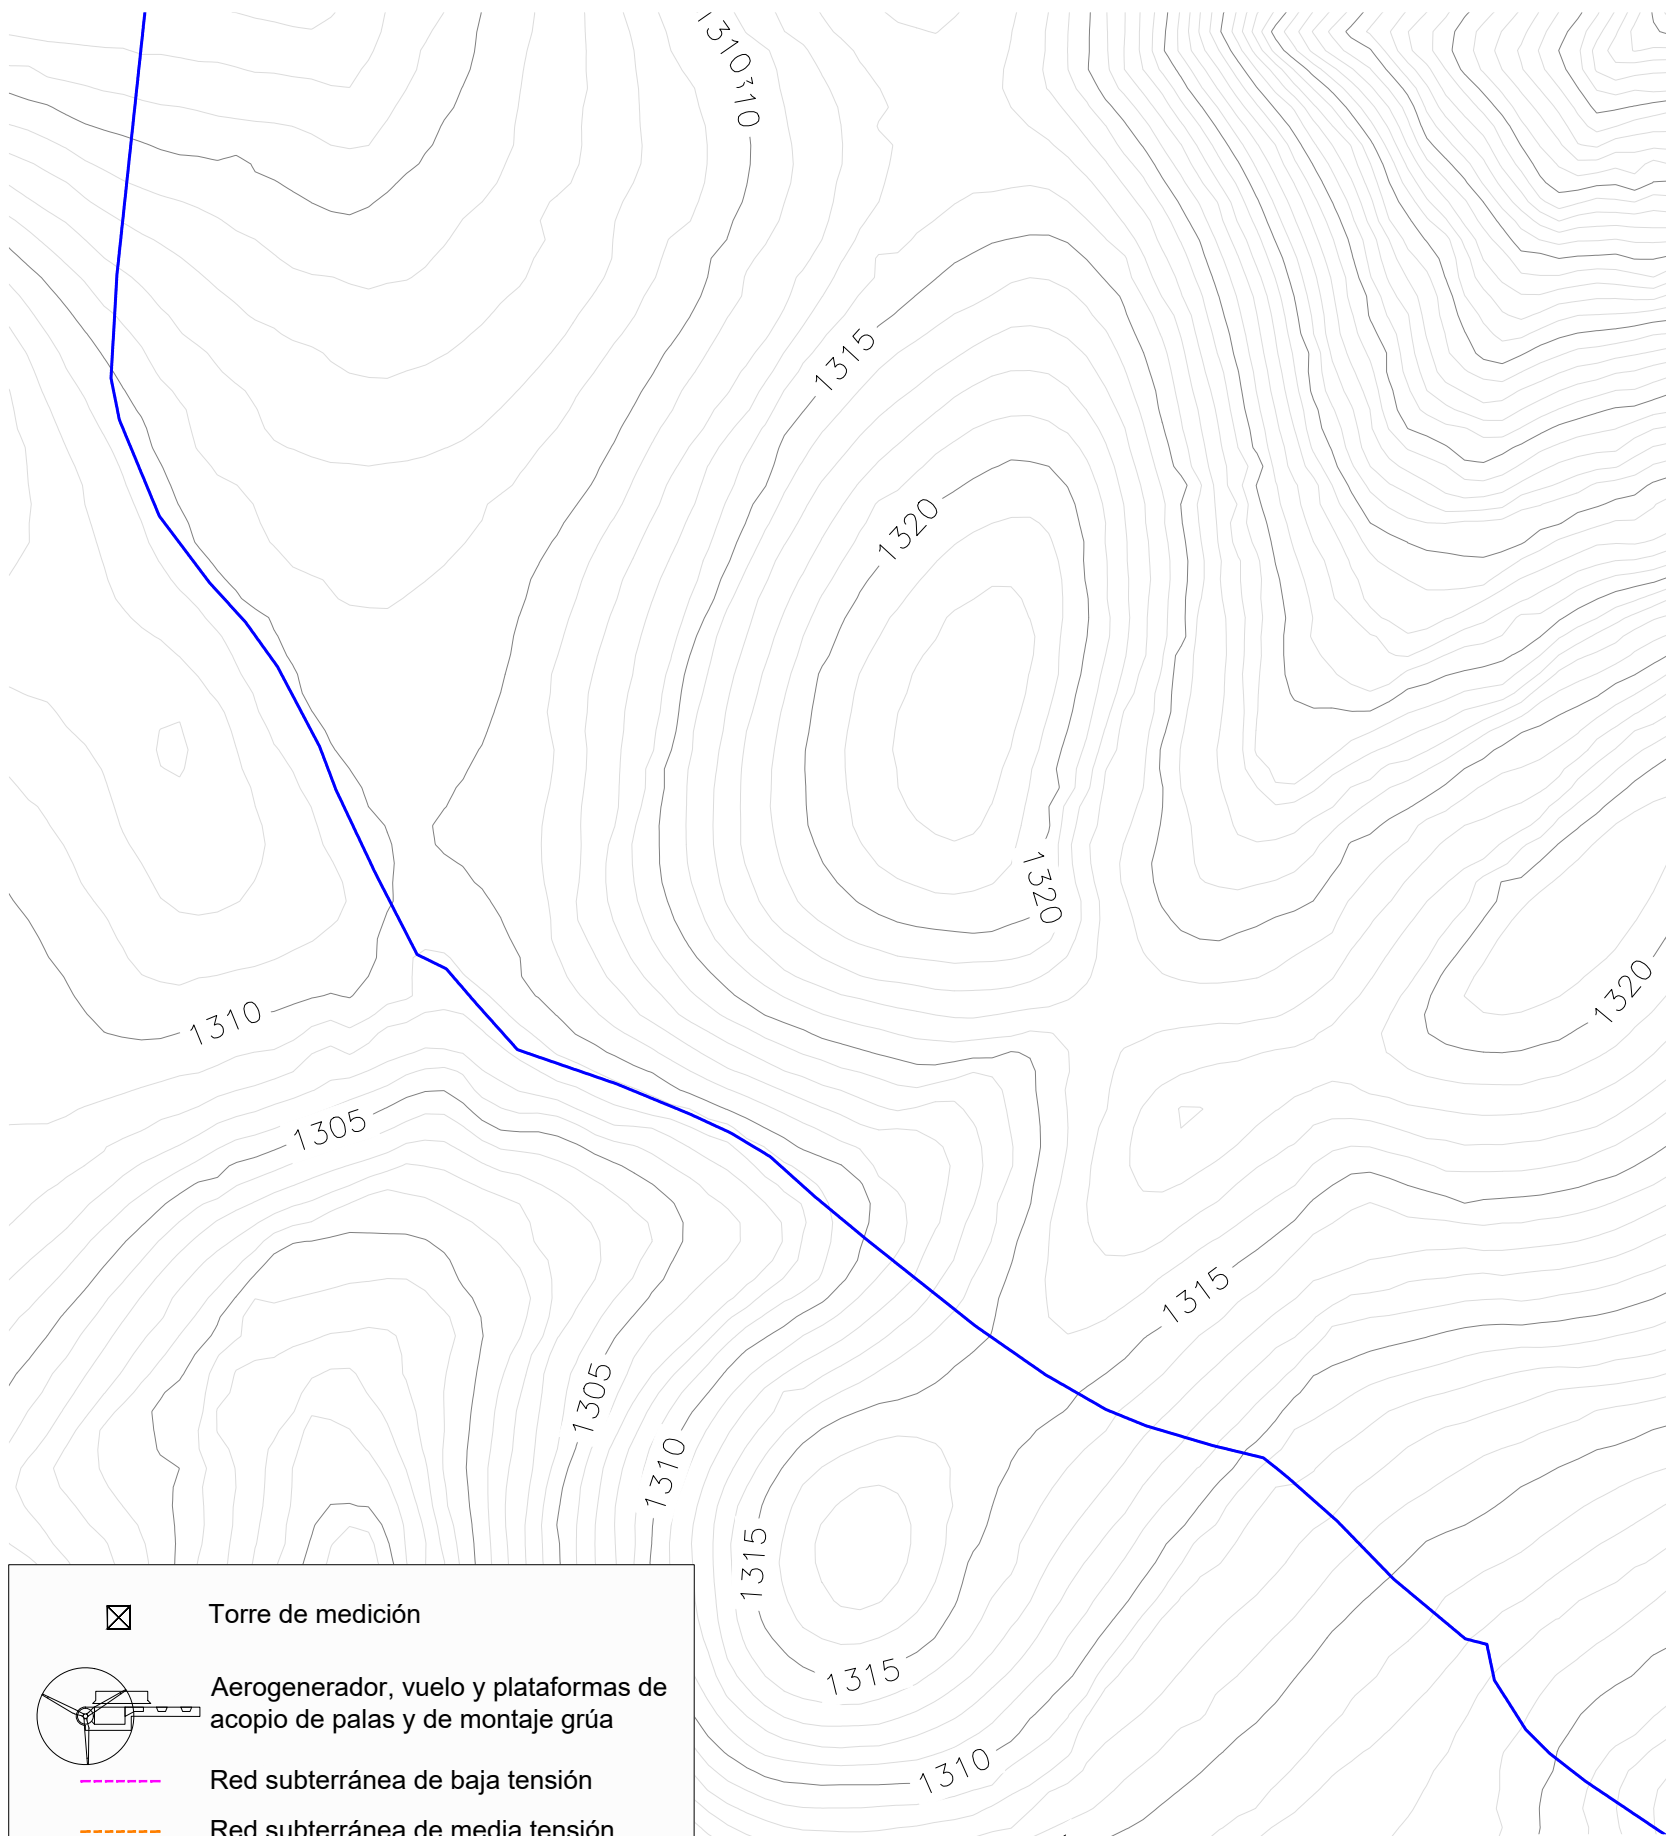 1310
310
1315
1320
1320
1320
1310
1305
1315
1305
1310
1315
1315
1310
Torre de medición
Aerogenerador, vuelo y plataformas de
acopio de palas y de montaje grúa
Red subterránea de baja tensión
Red subterránea de media tensión